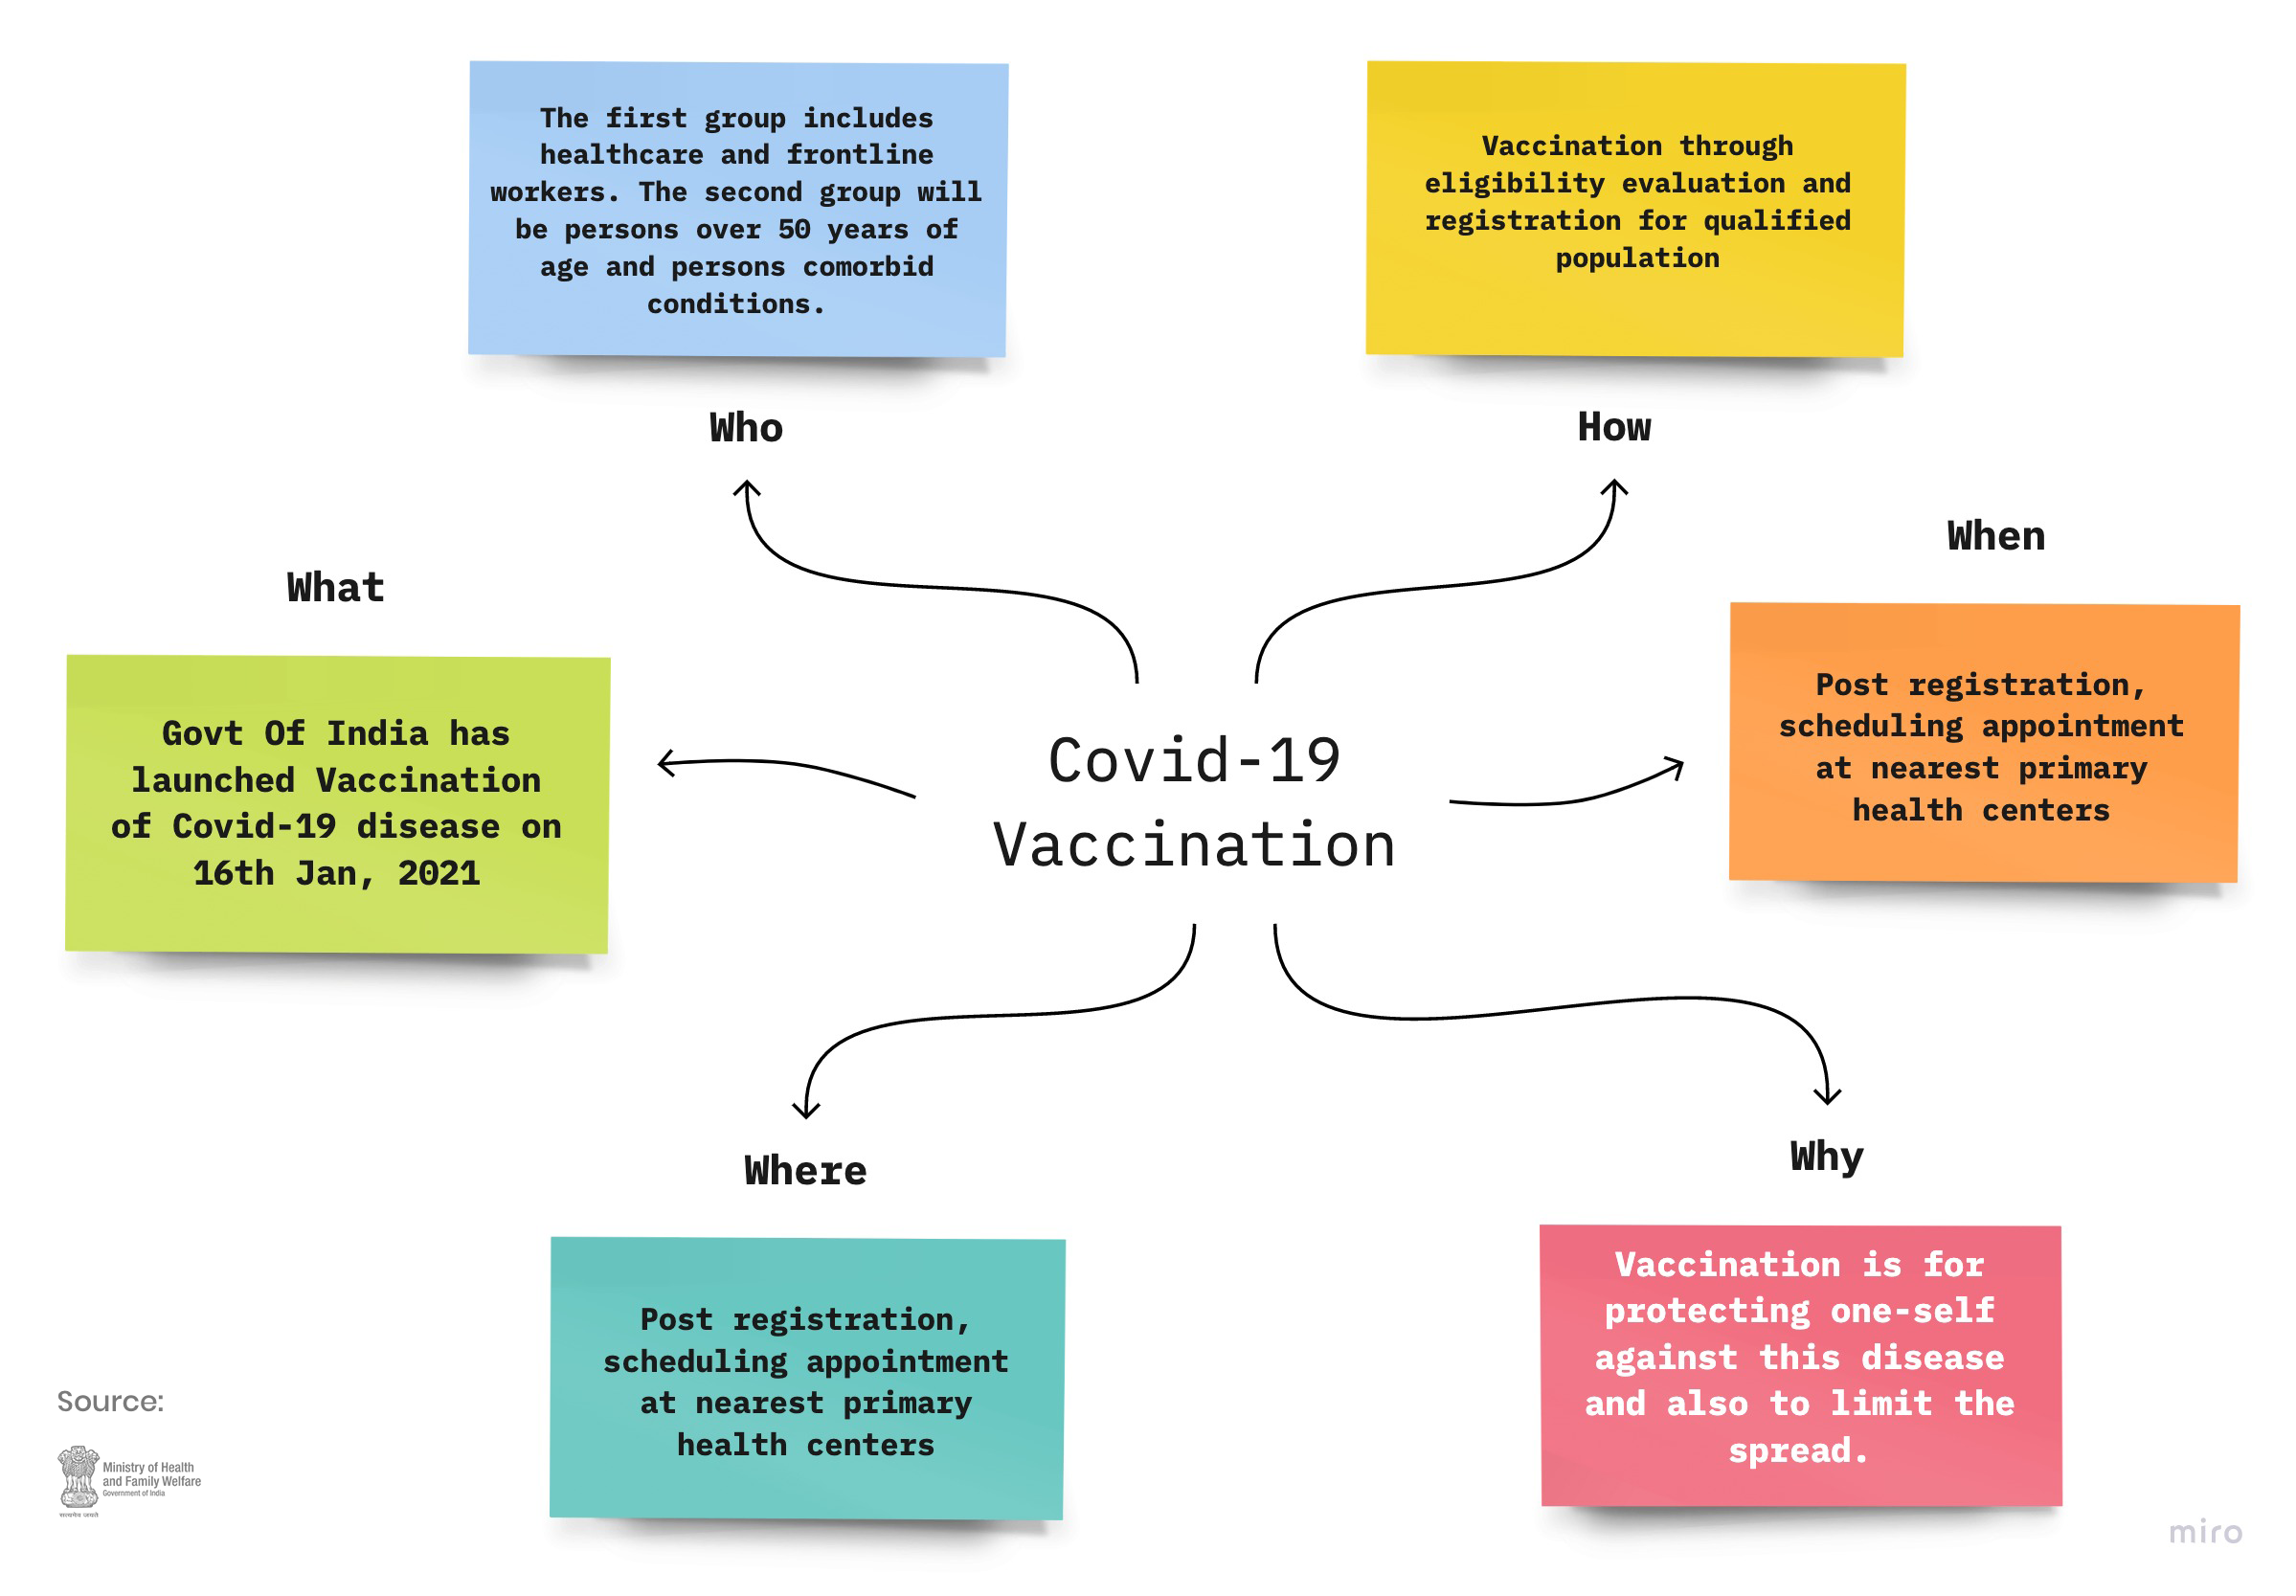 The first group includes
healthcare and frontline
workers. The second group will
be persons over 50 years of
age and persons comorbid
conditions.
Who
Vaccination through
eligibility evaluation and
registration for qualified
population
How
What
Govt Of India has
launched Vaccination
of Covid-19 disease on
16th Jan, 2021
Covid-19
Vaccination
When
Post registration,
scheduling appointment
at nearest primary
health centers
Where
Post registration,
scheduling appointment
at nearest primary
health centers
Why
Vaccination is for
protecting one-self
against this disease
and also to limit the
spread.
Source:
Ministry of Health
and Family Welfare
Government of India
सत्यमेव जयते
miro